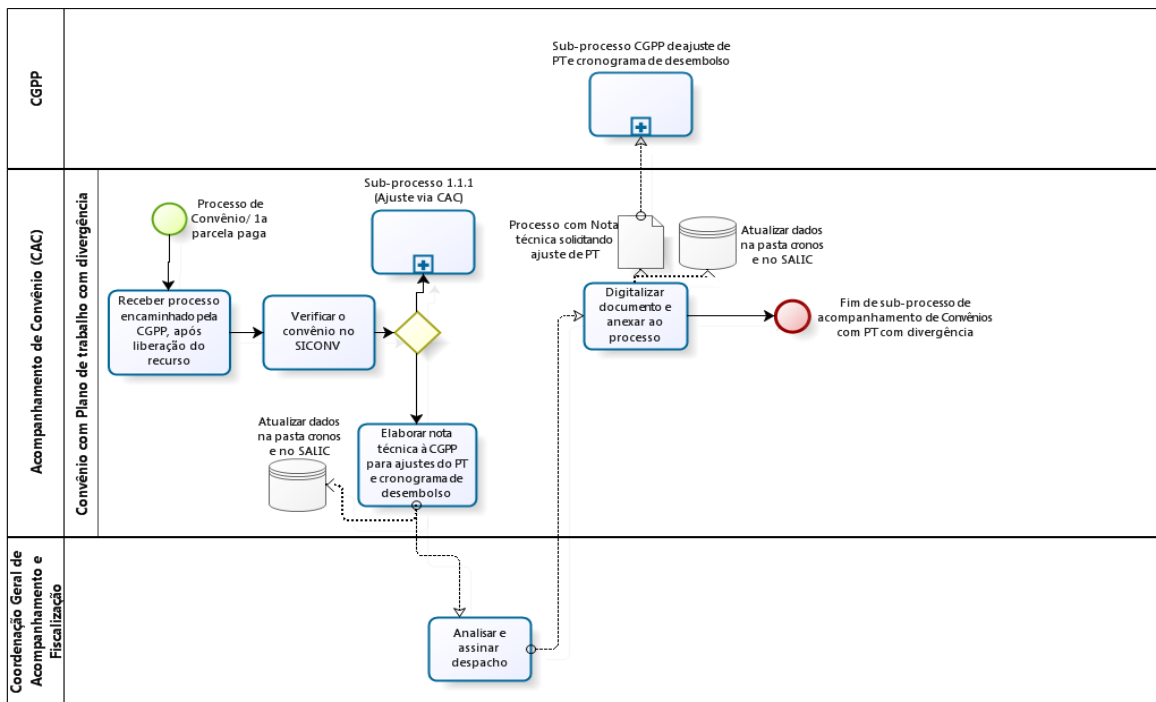 CGPP
Sub-processo CGPP deajuste de
PTe cronograma de desembolso
Acompanhamento de Convênio (CAC)
Convênio com Plano de trabalho com divergência
Processo de
Convênio/ 1a
parcela paga
Receber processo
encaminhado pela
CGPP, após
liberação do
recurso
Verificar o
convênio no
SICONV
Sub-processo 1.1.1
(Ajuste via CAC)
Elaborar nota
técnica à CGPP
para ajustes do PT
e cronograma de
desembolso
Atualizar dados
na pasta cronos
e no SALIC
Processo com Nota
técnica solicitando
ajuste de PT
Atualizar dados
na pasta cronos
e no SALIC
Digitalizar
documento e
anexar ao
processo
Fim de sub-processo de
acompanhamento de Convênios
com PT com divergência
Coordenação Geral de
Acompanhamento e
Fiscalização
Analisar e
assinar
despacho